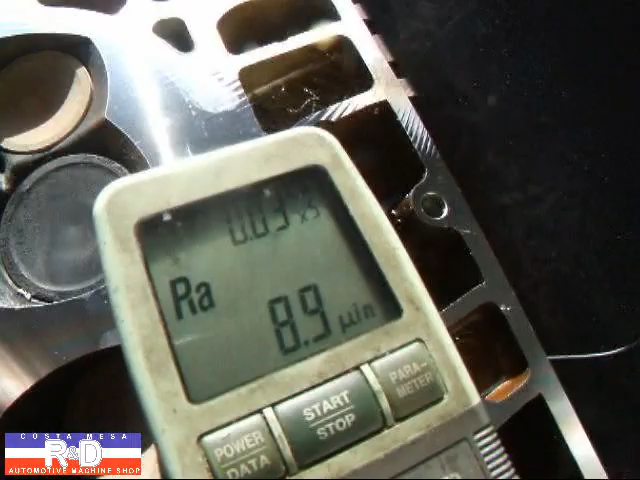 0.03 x5
Ra
8.9 µin
POWER
DATA
START
STOP
PARA-
METER
COSTA MESA
R&D
AUTOMOTIVE MACHINE SHOP